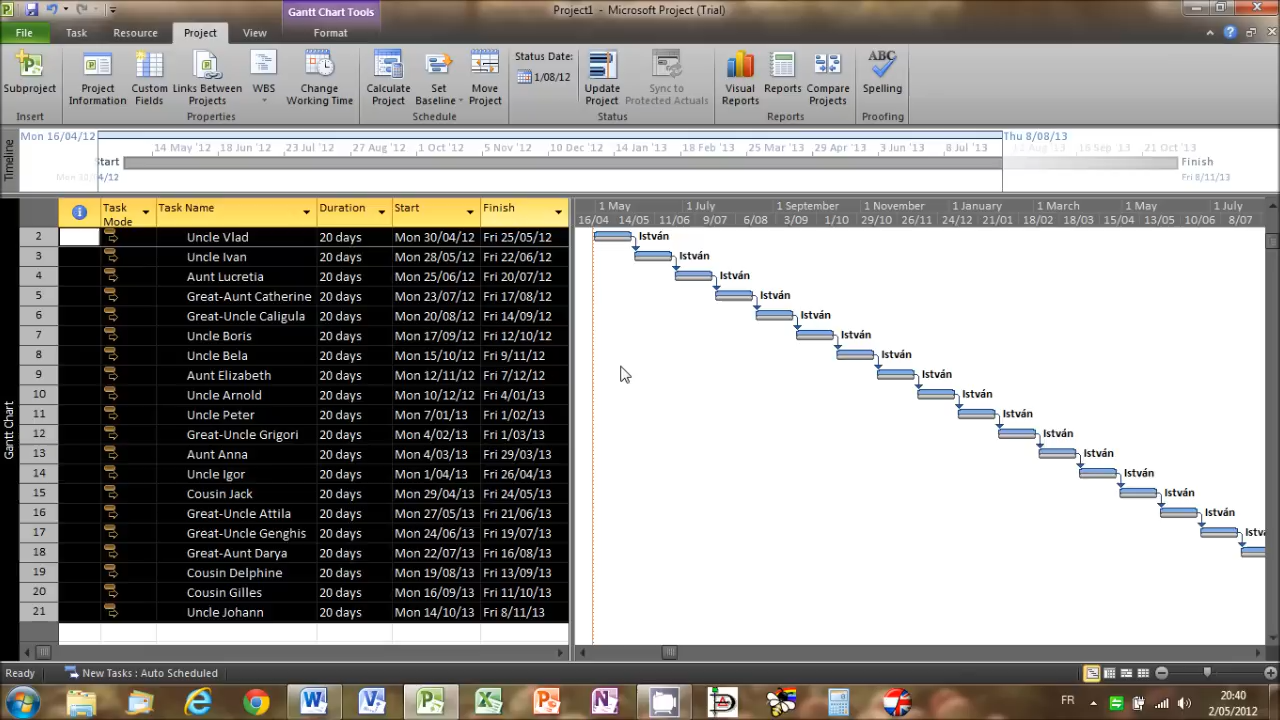 Gantt Chart Tools
Project1 - Microsoft Project (Trial)
File Task Resource Project View Format
Subproject
Project Information
Custom Fields
Links Between Projects
WBS
Change Working Time
Calculate Project
Set Baseline
Move Project
Status Date:
1/08/12
Update Project
Sync to Protected Actuals
Visual Reports
Reports
Compare Projects
ABC
Spelling
Insert Properties Schedule Status Reports Proofing
Timeline
Mon 16/04/12 Thu 8/08/13
14 May '12 18 Jun '12 23 Jul '12 27 Aug '12 1 Oct '12 5 Nov '12 10 Dec '12 14 Jan '13 18 Feb '13 25 Mar '13 29 Apr '13 3 Jun '13 8 Jul '13 16 Sep '13 21 Oct '13
Start Finish
Fri 8/11/13
Task Mode Task Name Duration Start Finish
1 May 1 July 1 September 1 November 1 January 1 March 1 May 1 July
16/04 14/05 11/06 9/07 6/08 3/09 1/10 29/10 26/11 24/12 21/01 18/02 18/03 15/04 13/05 10/06 8/07
2 Uncle Vlad 20 days Mon 30/04/12 Fri 25/05/12 István
3 Uncle Ivan 20 days Mon 28/05/12 Fri 22/06/12 István
4 Aunt Lucretia 20 days Mon 25/06/12 Fri 20/07/12 István
5 Great-Aunt Catherine 20 days Mon 23/07/12 Fri 17/08/12 István
6 Great-Uncle Caligula 20 days Mon 20/08/12 Fri 14/09/12 István
7 Uncle Boris 20 days Mon 17/09/12 Fri 12/10/12 István
8 Uncle Bela 20 days Mon 15/10/12 Fri 9/11/12 István
9 Aunt Elizabeth 20 days Mon 12/11/12 Fri 7/12/12 István
10 Uncle Arnold 20 days Mon 10/12/12 Fri 4/01/13 István
11 Uncle Peter 20 days Mon 7/01/13 Fri 1/02/13 István
12 Great-Uncle Grigori 20 days Mon 4/02/13 Fri 1/03/13 István
13 Aunt Anna 20 days Mon 4/03/13 Fri 29/03/13 István
14 Uncle Igor 20 days Mon 1/04/13 Fri 26/04/13 István
15 Cousin Jack 20 days Mon 29/04/13 Fri 24/05/13 István
16 Great-Uncle Attila 20 days Mon 27/05/13 Fri 21/06/13 István
17 Great-Uncle Genghis 20 days Mon 24/06/13 Fri 19/07/13 Istv
18 Great-Aunt Darya 20 days Mon 22/07/13 Fri 16/08/13
19 Cousin Delphine 20 days Mon 19/08/13 Fri 13/09/13
20 Cousin Gilles 20 days Mon 16/09/13 Fri 11/10/13
21 Uncle Johann 20 days Mon 14/10/13 Fri 8/11/13
Gantt Chart
Ready New Tasks : Auto Scheduled
FR
20:40
2/05/2012